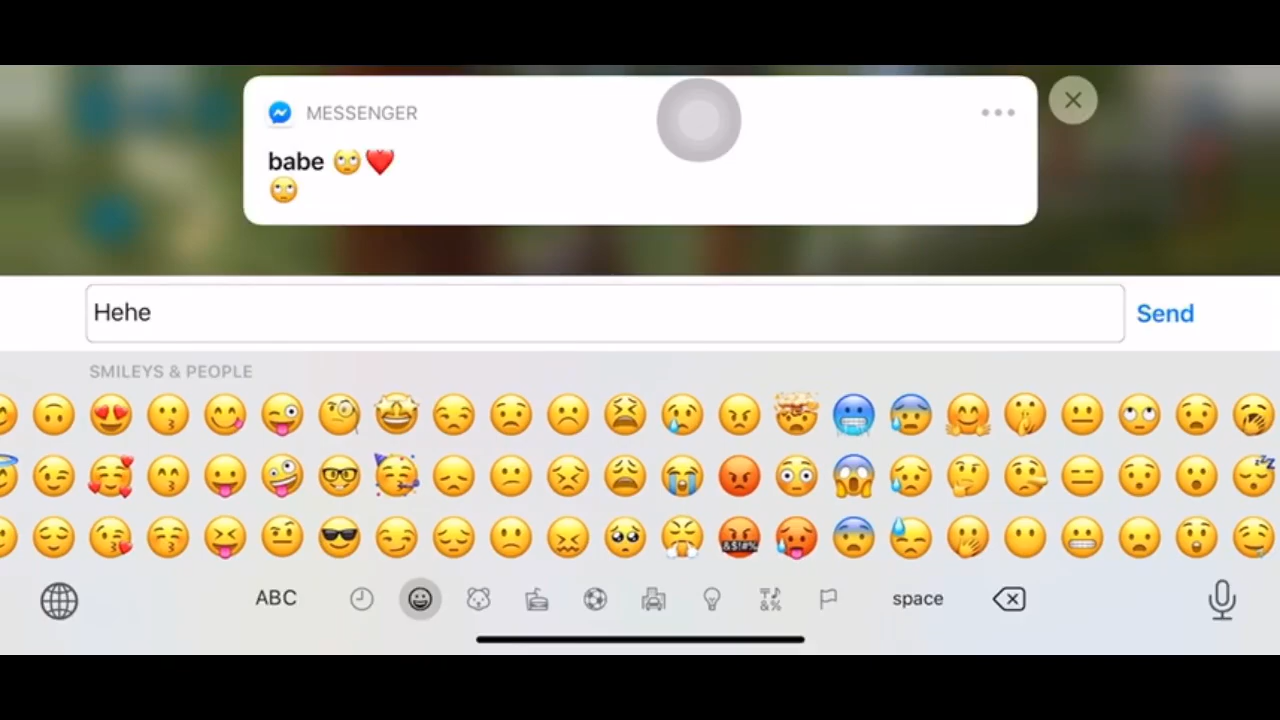 MESSENGER
babe 🙄❤️
🙄
Hehe
Send
SMILEYS & PEOPLE
ABC
space